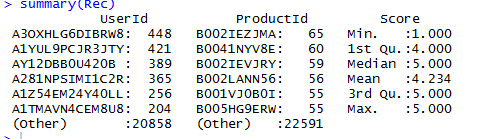 > summary(Rec)
UserId ProductId Score
A3OXHLG6DIBRW8: 448 B002IEZJMA: 65 Min. :1.000
A1YUL9PCJR3JTY: 421 B0041NYV8E: 60 1st Qu.:4.000
AY12DBB0U420B : 389 B002IEVJRY: 59 Median :5.000
A281NPSIMI1C2R: 365 B002LANN56: 56 Mean :4.234
A1Z54EM24Y40LL: 256 B001VJ0B0I: 55 3rd Qu.:5.000
A1TMAVN4CEM8U8: 204 B005HG9ERW: 55 Max. :5.000
(Other) :20858 (Other) :22591
>